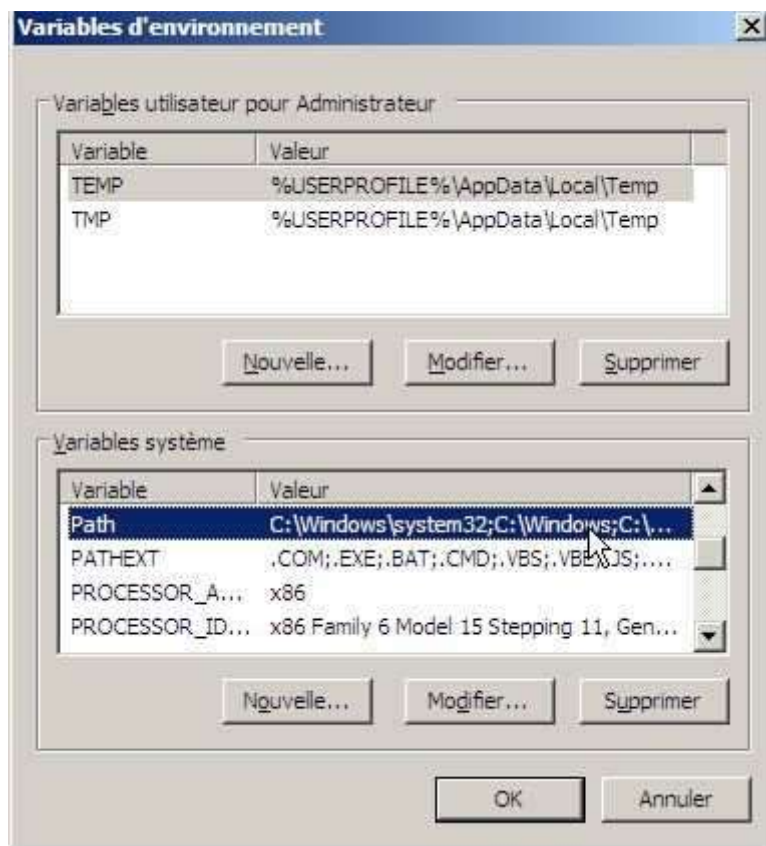 Variables d'environnement
Variables utilisateur pour Administrateur
Variable Valeur
TEMP %USERPROFILE%\AppData\Local\Temp
TMP %USERPROFILE%\AppData\Local\Temp
Nouvelle... Modifier... Supprimer
Variables système
Variable Valeur
Path C:\Windows\system32;C:\Windows;C:\...
PATHEXT .COM;.EXE;.BAT;.CMD;.VBS;.VBE;.JS;....
PROCESSOR_A... x86
PROCESSOR_ID... x86 Family 6 Model 15 Stepping 11, Gen...
Nouvelle... Modifier... Supprimer
OK Annuler